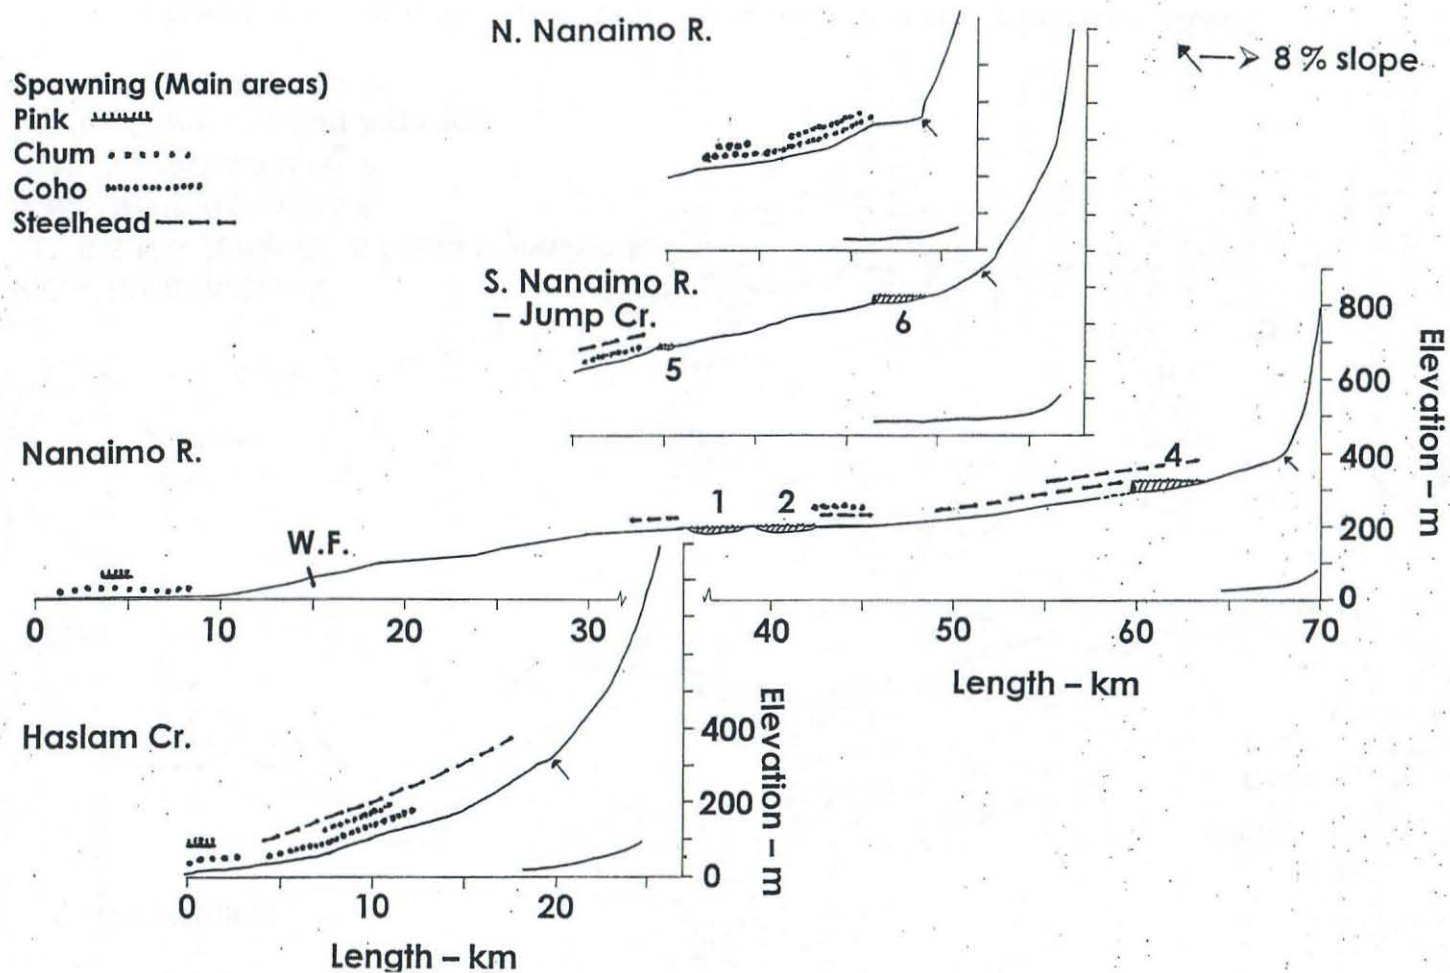 N. Nanaimo R.
8 % slope
Spawning (Main areas)
Pink
Chum
Coho
Steelhead
S. Nanaimo R.
– Jump Cr.
5
6
Nanaimo R.
W.F.
1
2
4
800
600
400
200
0
Elevation – m
0
10
20
30
40
50
60
70
Length – km
Haslam Cr.
400
200
0
Elevation – m
0
10
20
Length – km